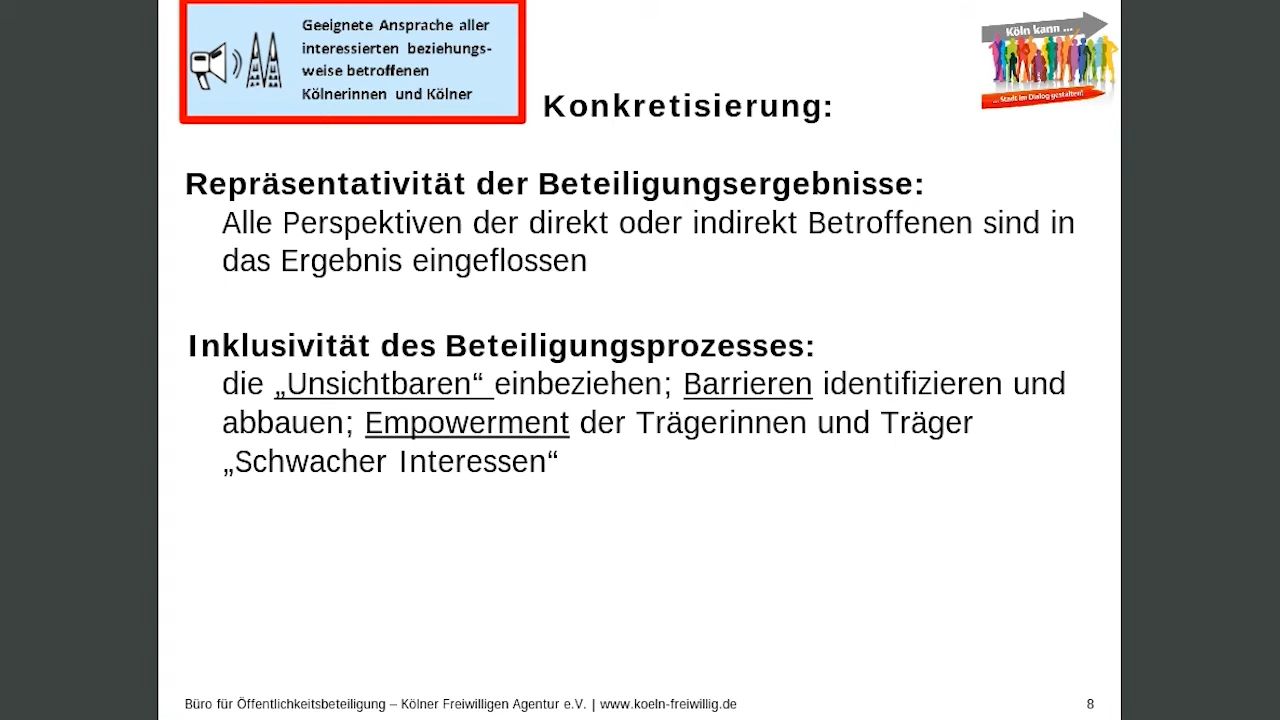 Geeignete Ansprache aller
interessierten beziehungs-
weise betroffenen
Kölnerinnen und Kölner
Köln kann ...
... Stadt im Dialog gestalten!
Konkretisierung:
Repräsentativität der Beteiligungsergebnisse:
Alle Perspektiven der direkt oder indirekt Betroffenen sind in
das Ergebnis eingeflossen
Inklusivität des Beteiligungsprozesses:
die „Unsichtbaren“ einbeziehen; Barrieren identifizieren und
abbauen; Empowerment der Trägerinnen und Träger
„Schwacher Interessen“
Büro für Öffentlichkeitsbeteiligung – Kölner Freiwilligen Agentur e.V. | www.koeln-freiwillig.de
8